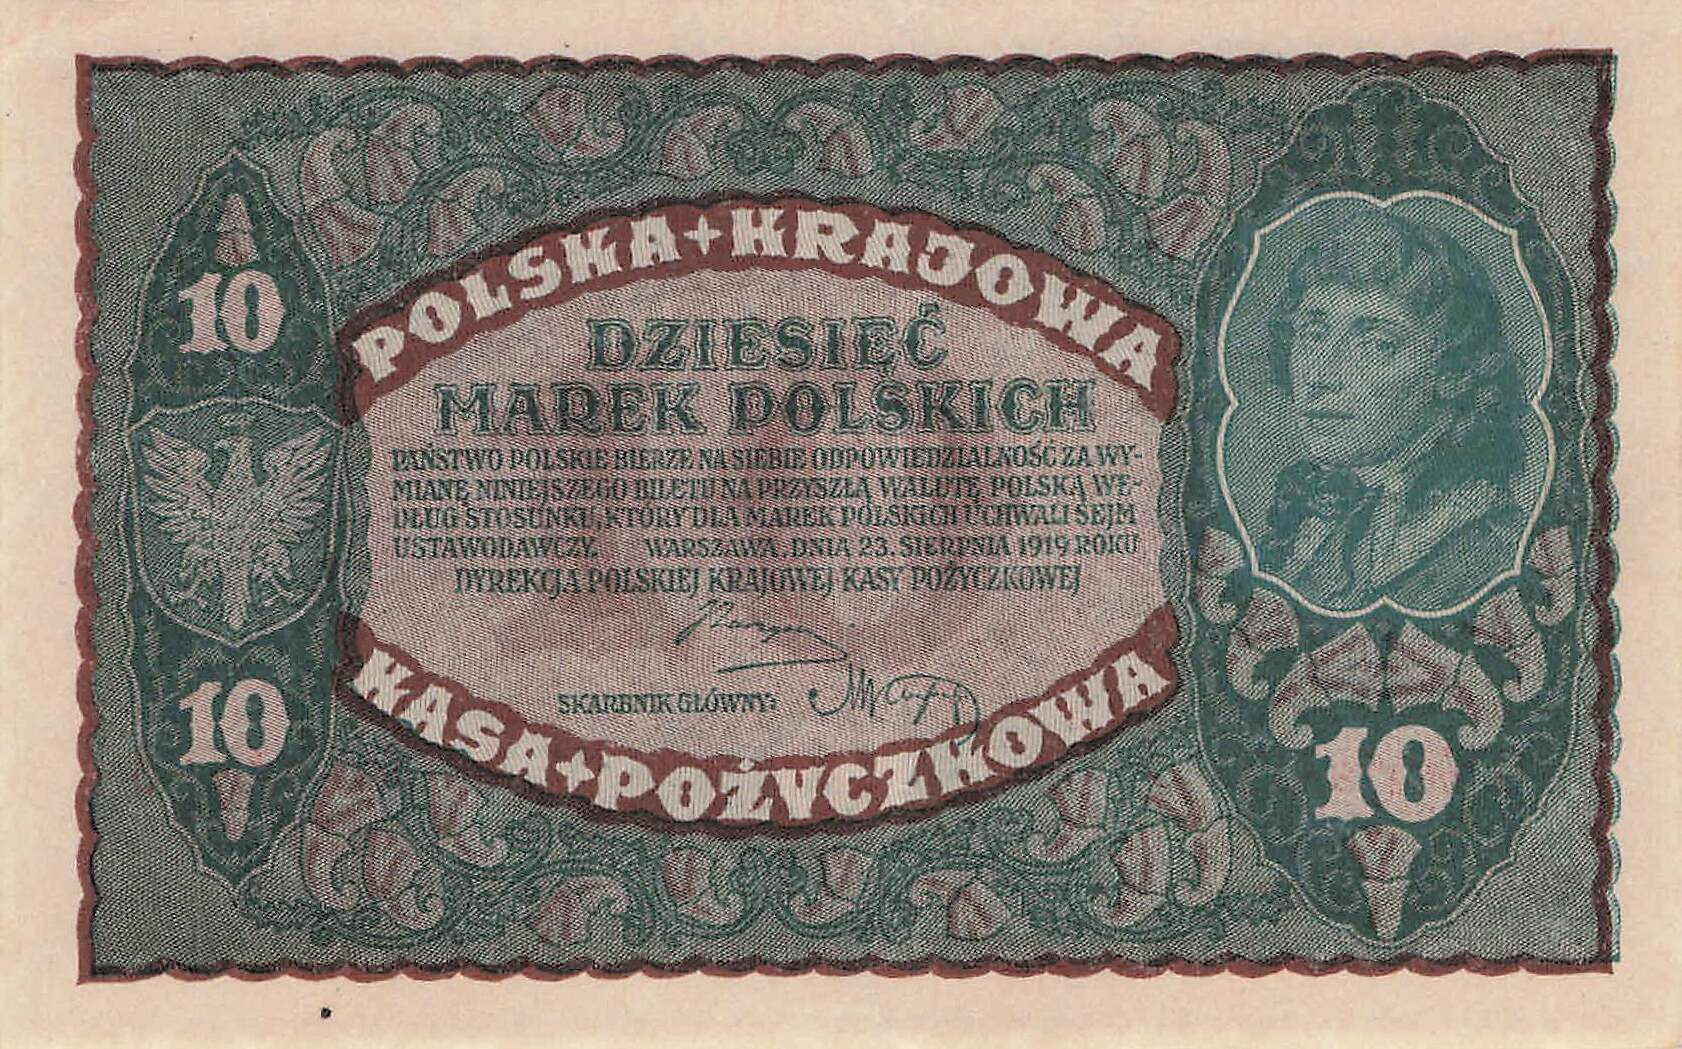 POLSKA + KRAJOWA
10
DZIESIĘĆ
MAREK POLSKICH
PAŃSTWO POLSKIE BIERZE NA SIEBIE ODPOWIEDZIALNOŚĆ ZA WY-
MIANĘ NINIEJSZEGO BILETU NA PRZYSZŁĄ WALUTĘ POLSKĄ WE-
DŁUG STOSUNKU, KTÓRY DLA MAREK POLSKICH UCHWALI SEJM
USTAWODAWCZY. WARSZAWA, DNIA 23. SIERPNIA 1919 ROKU
DYREKCJA POLSKIEJ KRAJOWEJ KASY POŻYCZKOWEJ
SKARBNIK GŁÓWNY:
10
KASA + POŻYCZKOWA
10